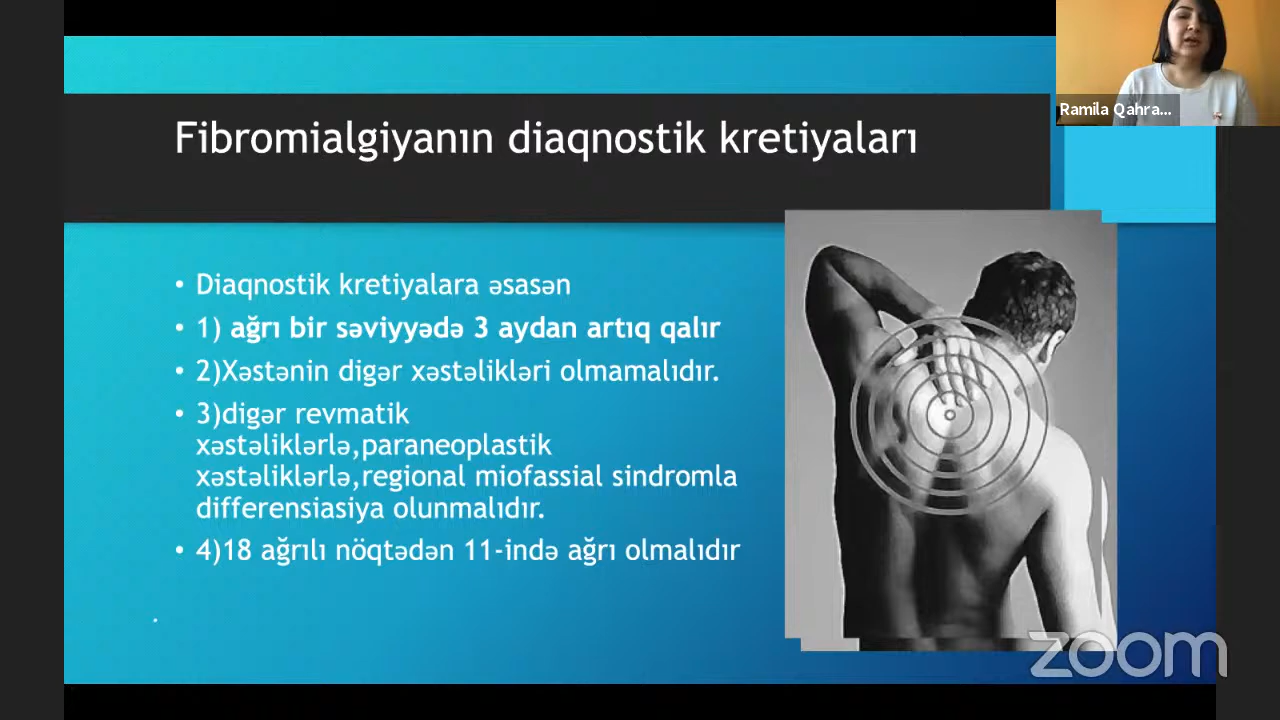 Ramila Qahra...
Fibromialgiyanın diaqnostik kretiyaları
• Diaqnostik kretiyalara əsasən
• 1) ağrı bir səviyyədə 3 aydan artıq qalır
• 2)Xəstənin digər xəstəlikləri olmamalıdır.
• 3)digər revmatik
xəstəliklərlə,paraneoplastik
xəstəliklərlə,regional miofassial sindromla
differensiasiya olunmalıdır.
• 4)18 ağrılı nöqtədən 11-ində ağrı olmalıdır
.
zoom